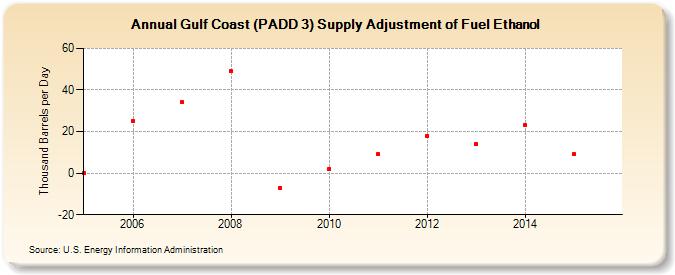 Annual Gulf Coast (PADD 3) Supply Adjustment of Fuel Ethanol
Thousand Barrels per Day
60
40
20
0
-20
2006 2008 2010 2012 2014
Source: U.S. Energy Information Administration